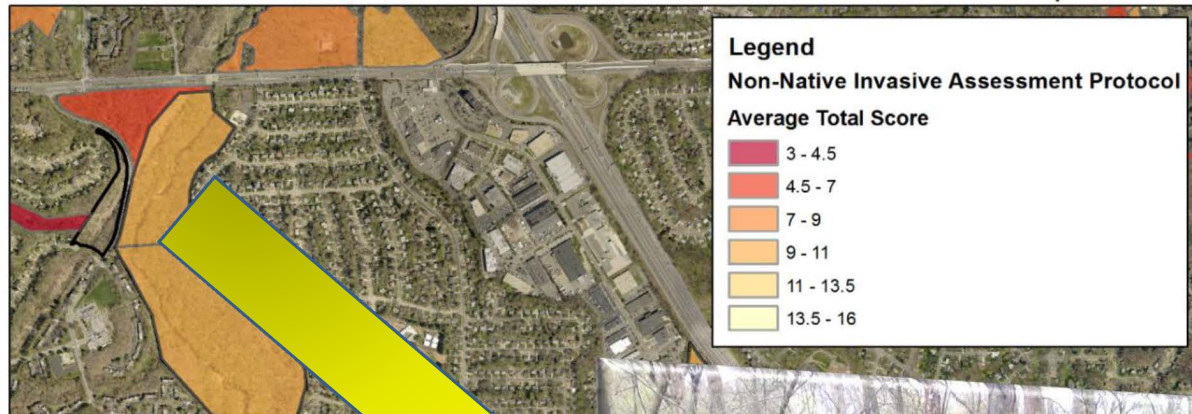 Legend
Non-Native Invasive Assessment Protocol
Average Total Score
3 - 4.5
4.5 - 7
7 - 9
9 - 11
11 - 13.5
13.5 - 16